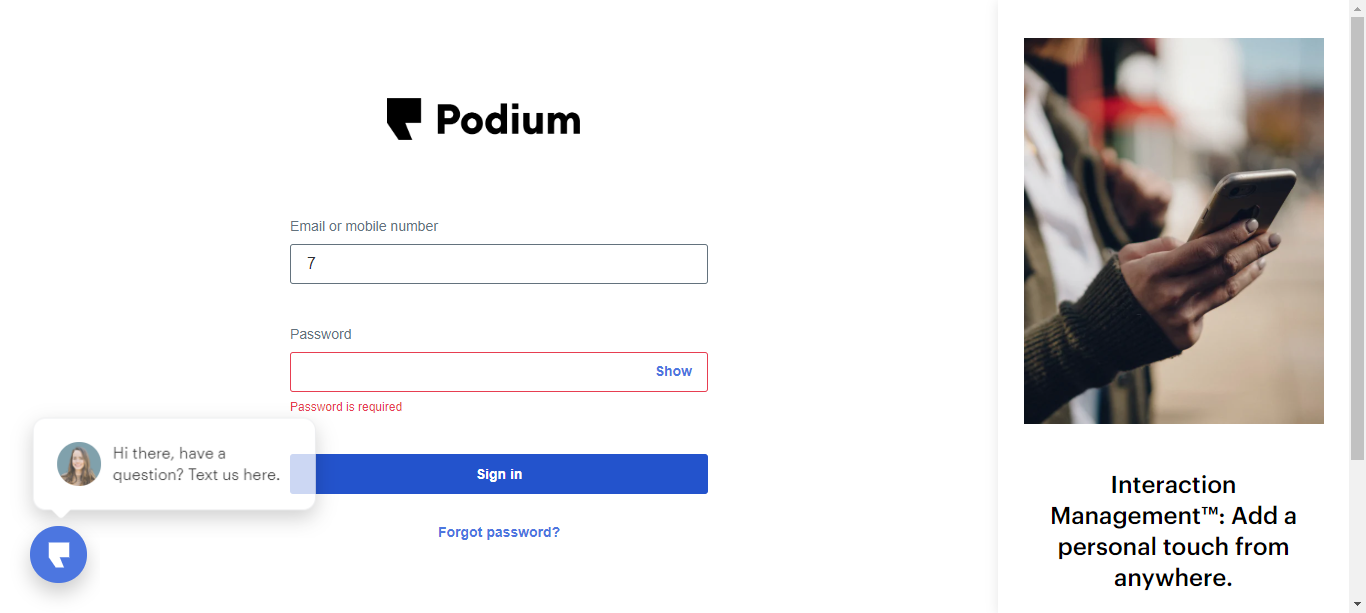 Podium
Email or mobile number
7
Password
Show
Password is required
Hi there, have a
question? Text us here.
Sign in
Forgot password?
Interaction
Management™: Add a
personal touch from
anywhere.